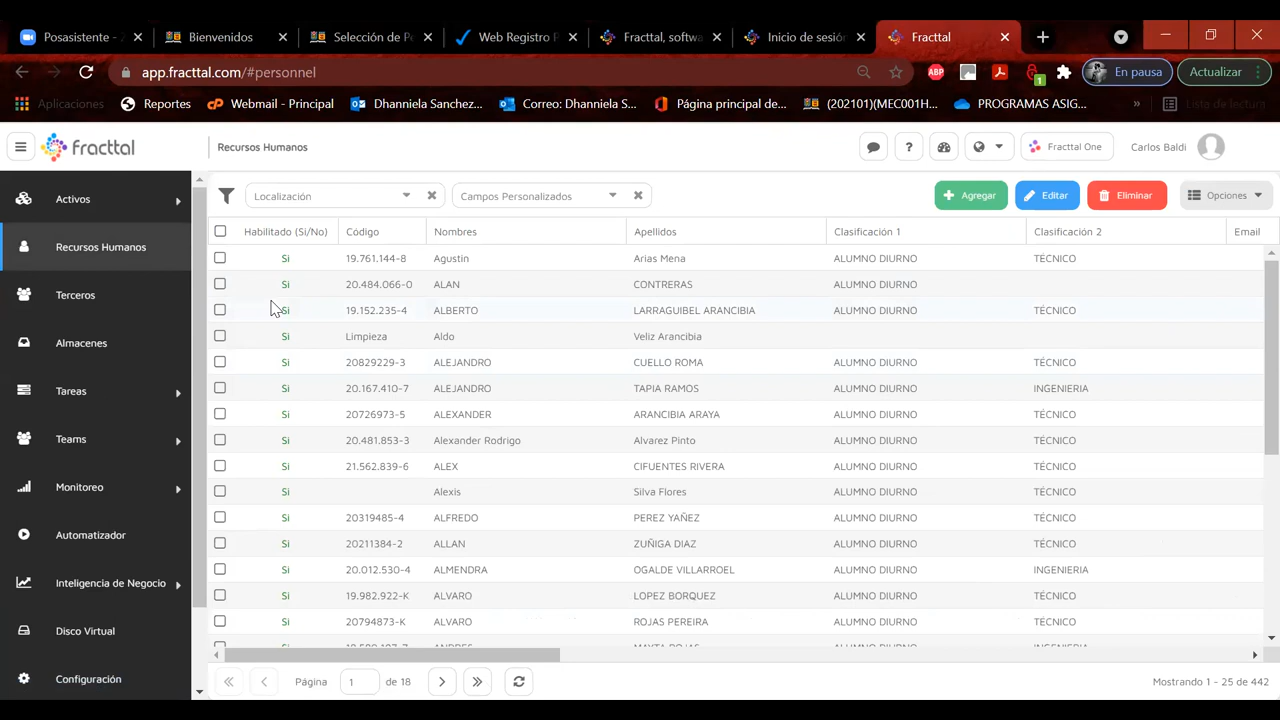 Posasistente - Z
Bienvenidos
Selección de Pe
Web Registro P
Fracttal, softwa
Inicio de sesión
Fracttal
app.fracttal.com/#personnel
ABP
1
En pausa
Actualizar
Aplicaciones
Reportes
Webmail - Principal
Dhanniela Sanchez...
Correo: Dhanniela S...
Página principal de...
(202101)(MEC001H...
PROGRAMAS ASIG...
»
Lista de lectura
fracttal
Recursos Humanos
?
Fracttal One
Carlos Baldi
Activos
Recursos Humanos
Terceros
Almacenes
Tareas
Teams
Monitoreo
Automatizador
Inteligencia de Negocio
Disco Virtual
Configuración
Localización
Campos Personalizados
Agregar
Editar
Eliminar
Opciones
Habilitado (Si/No) Código Nombres Apellidos Clasificación 1 Clasificación 2 Email
Si 19.761.144-8 Agustin Arias Mena ALUMNO DIURNO TÉCNICO
Si 20.484.066-0 ALAN CONTRERAS ALUMNO DIURNO
Si 19.152.235-4 ALBERTO LARRAGUIBEL ARANCIBIA ALUMNO DIURNO TÉCNICO
Si Limpieza Aldo Veliz Arancibia
Si 20829229-3 ALEJANDRO CUELLO ROMA ALUMNO DIURNO TÉCNICO
Si 20.167.410-7 ALEJANDRO TAPIA RAMOS ALUMNO DIURNO INGENIERIA
Si 20726973-5 ALEXANDER ARANCIBIA ARAYA ALUMNO DIURNO TÉCNICO
Si 20.481.853-3 Alexander Rodrigo Alvarez Pinto ALUMNO DIURNO TÉCNICO
Si 21.562.839-6 ALEX CIFUENTES RIVERA ALUMNO DIURNO TÉCNICO
Si Alexis Silva Flores ALUMNO DIURNO TÉCNICO
Si 20319485-4 ALFREDO PEREZ YAÑEZ ALUMNO DIURNO TÉCNICO
Si 20211384-2 ALLAN ZUÑIGA DIAZ ALUMNO DIURNO TÉCNICO
Si 20.012.530-4 ALMENDRA OGALDE VILLARROEL ALUMNO DIURNO INGENIERIA
Si 19.982.922-K ALVARO LOPEZ BORQUEZ ALUMNO DIURNO TÉCNICO
Si 20794873-K ALVARO ROJAS PEREIRA ALUMNO DIURNO TÉCNICO
Página 1 de 18
Mostrando 1 - 25 de 442